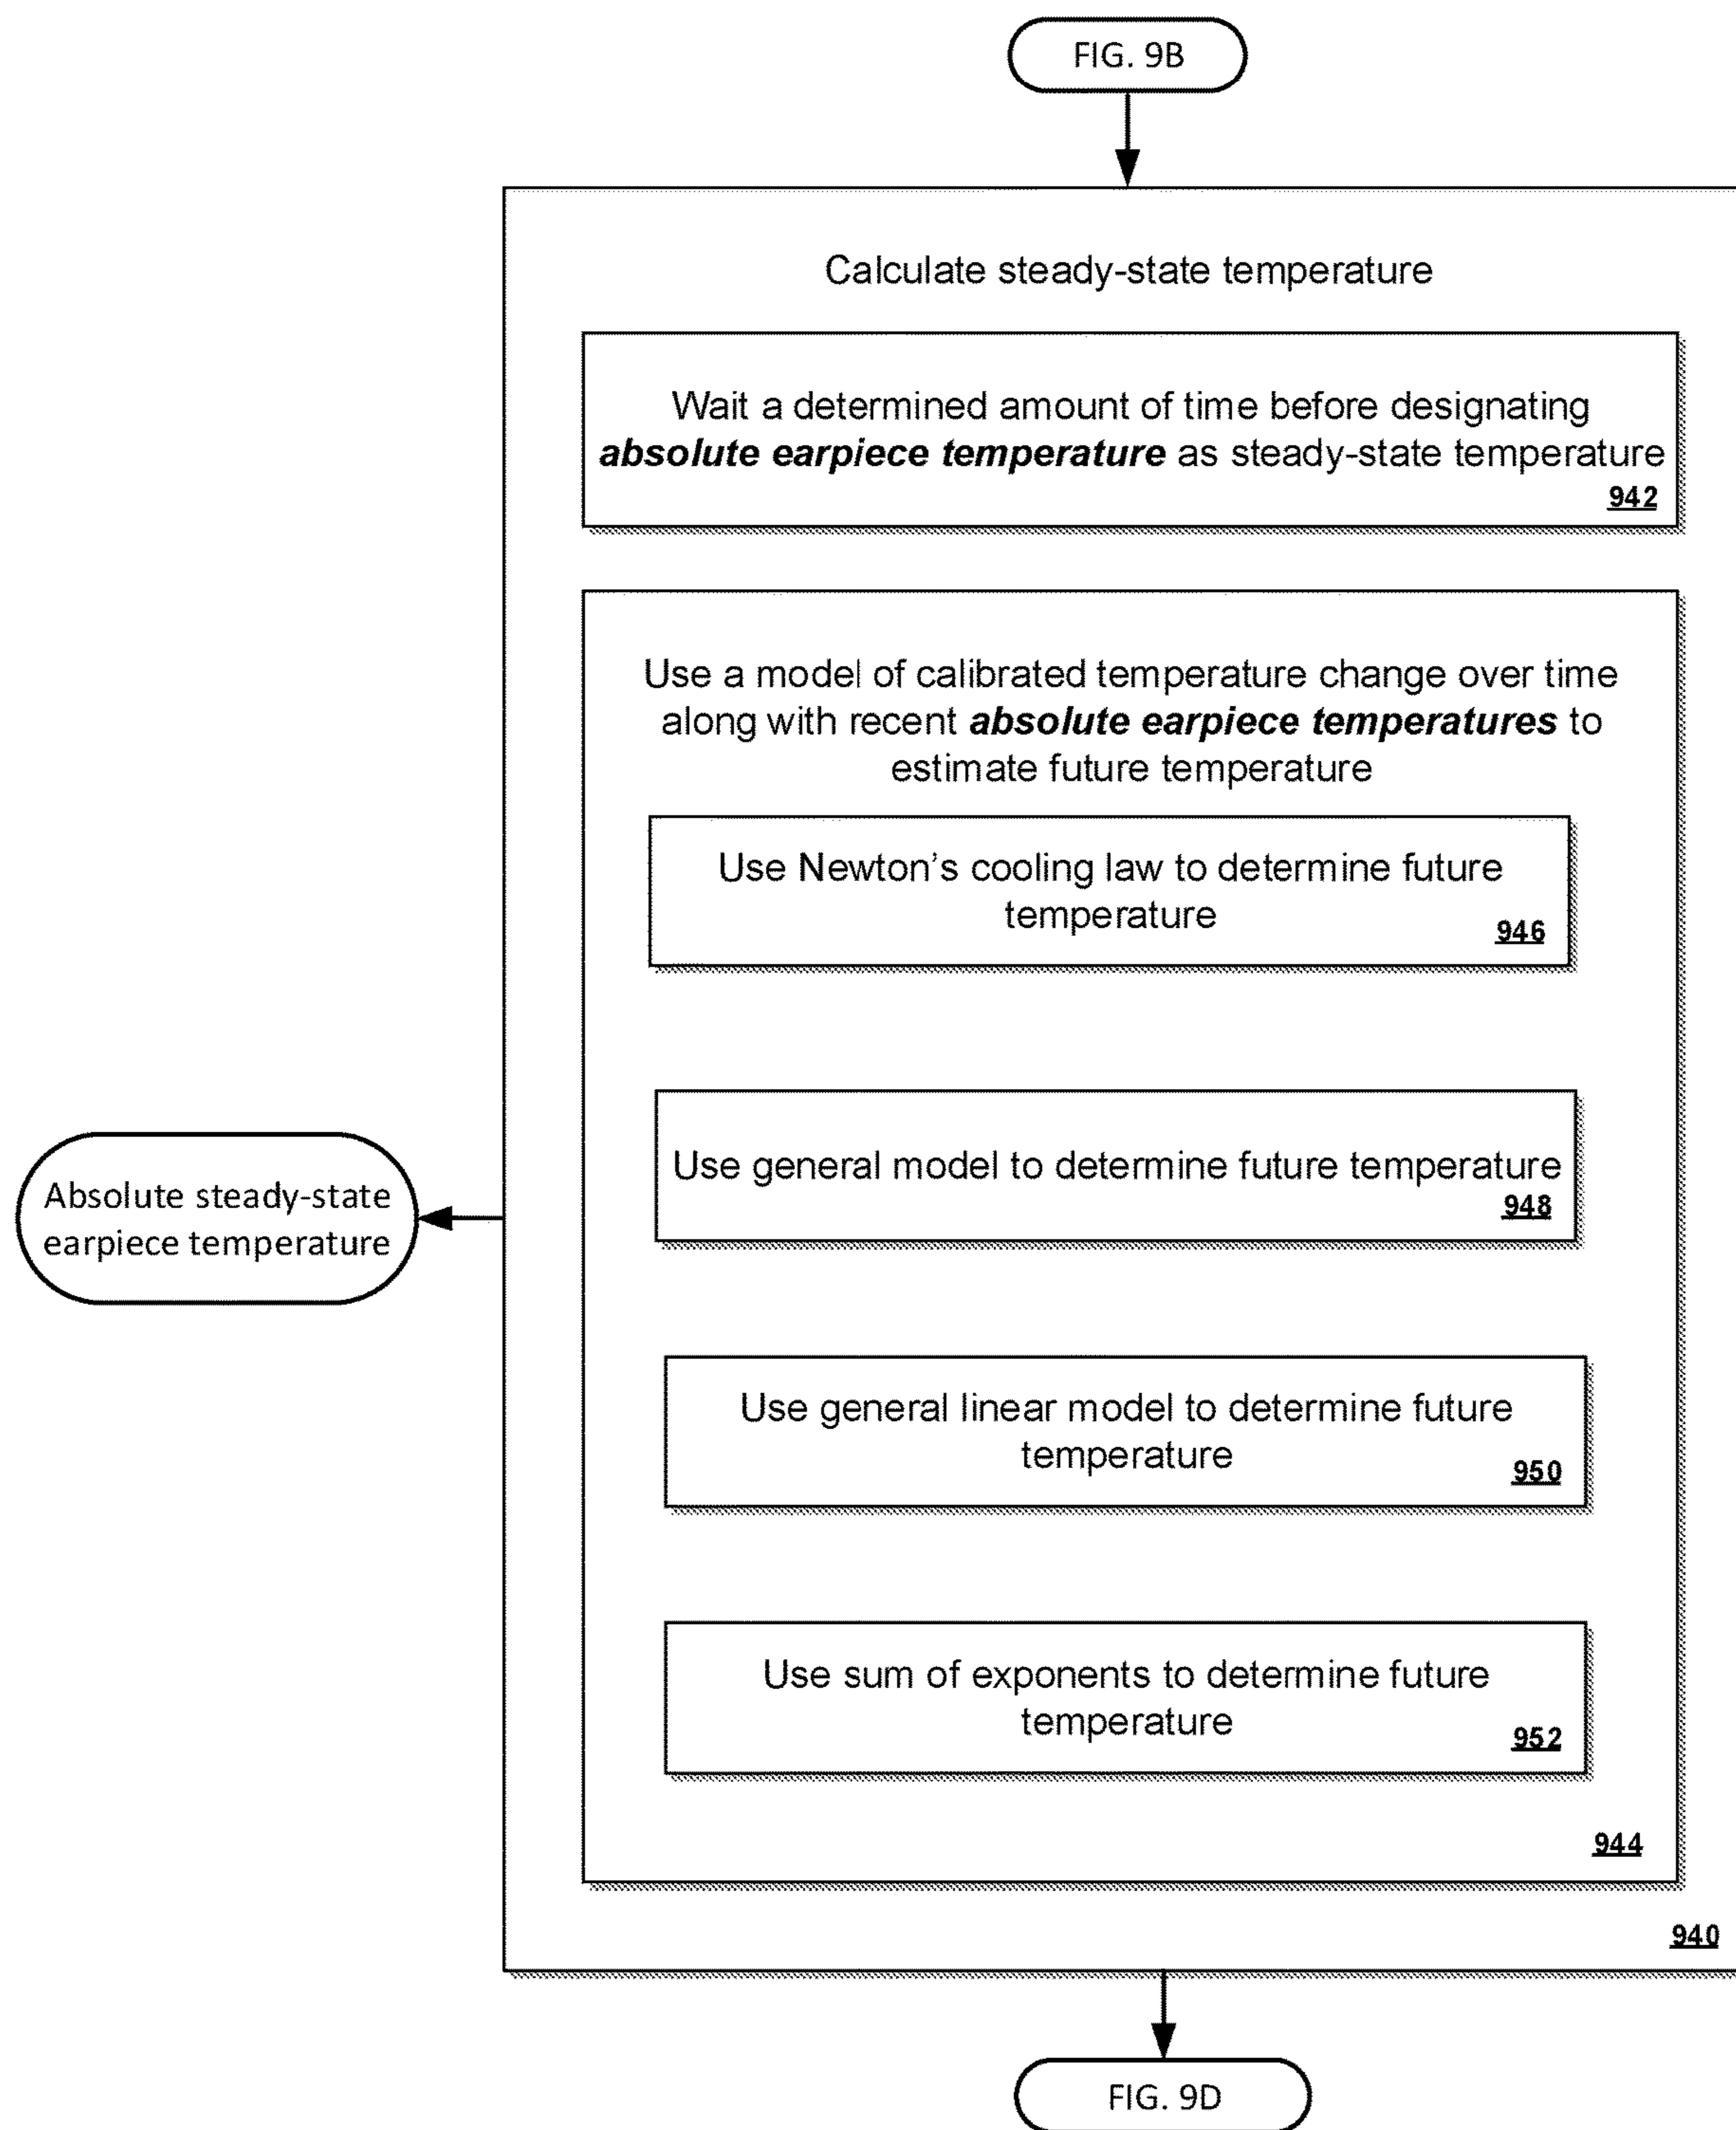 FIG. 9B
Calculate steady-state temperature
Wait a determined amount of time before designating
absolute earpiece temperature as steady-state temperature
942
Use a model of calibrated temperature change over time
along with recent absolute earpiece temperatures to
estimate future temperature
Use Newton's cooling law to determine future
temperature
946
Use general model to determine future temperature
948
Absolute steady-state
earpiece temperature
Use general linear model to determine future
temperature
950
Use sum of exponents to determine future
temperature
952
944
940
FIG. 9D